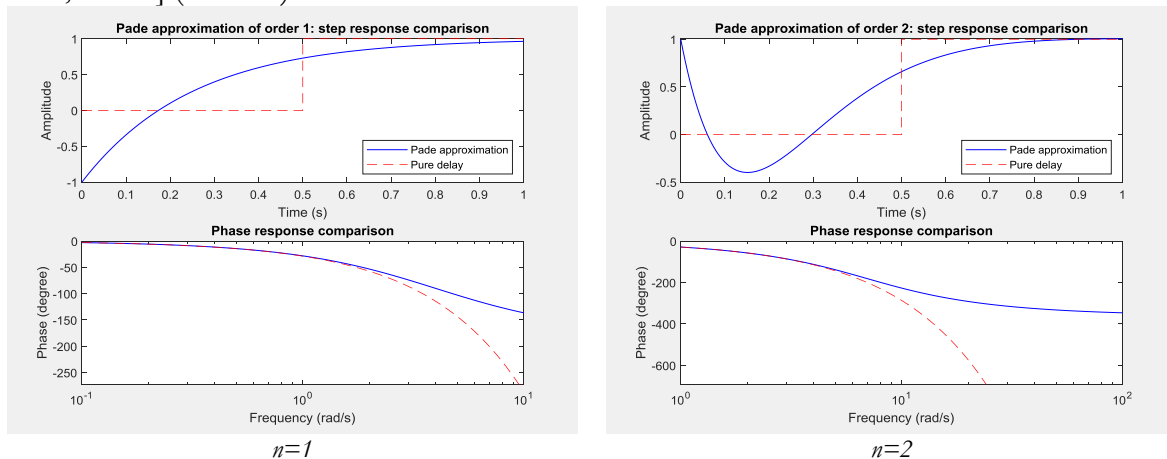 Pade approximation of order 1: step response comparison
1
0.5
0
-0.5
-1
Amplitude
Pade approximation
Pure delay
0 0.1 0.2 0.3 0.4 0.5 0.6 0.7 0.8 0.9 1
Time (s)
Phase response comparison
0
-50
-100
-150
-200
-250
Phase (degree)
10^-1 10^0 10^1
Frequency (rad/s)
n=1
Pade approximation of order 2: step response comparison
1
0.5
0
-0.5
Amplitude
Pade approximation
Pure delay
0 0.1 0.2 0.3 0.4 0.5 0.6 0.7 0.8 0.9 1
Time (s)
Phase response comparison
0
-200
-400
-600
Phase (degree)
10^0 10^1 10^2
Frequency (rad/s)
n=2